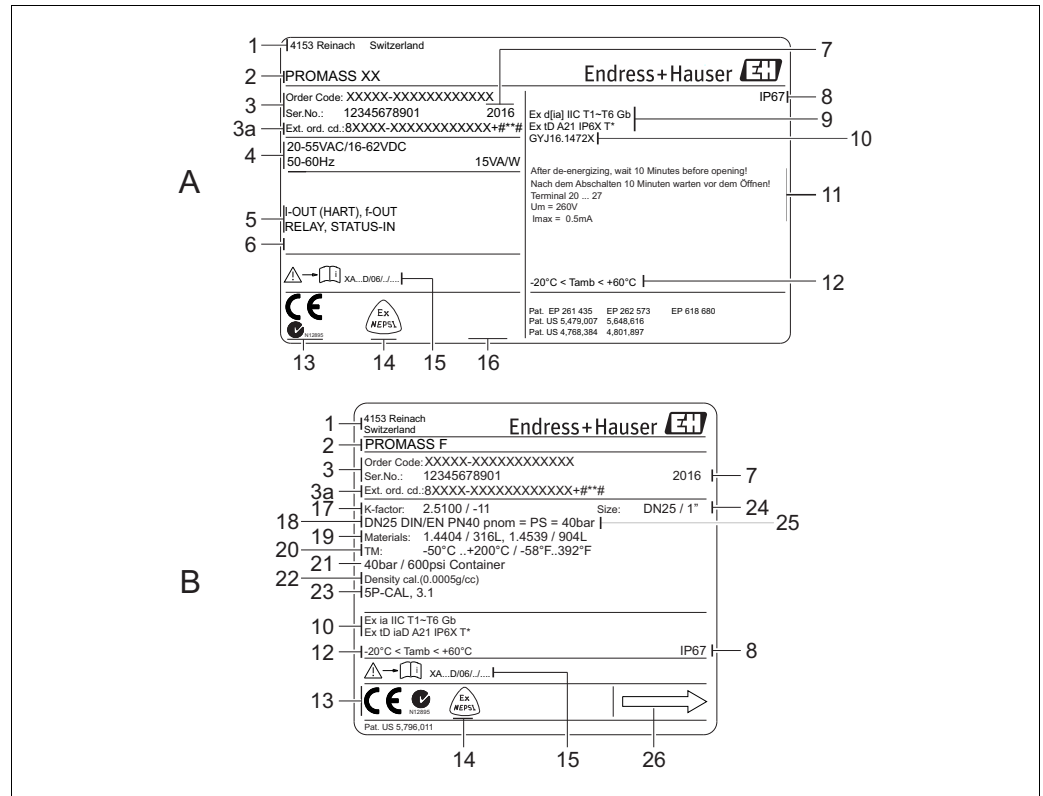 1
4153 Reinach Switzerland
7
2
PROMASS XX
Endress+Hauser EH
3
Order Code: XXXXX-XXXXXXXXXXXX
IP67
8
Ser.No.: 12345678901 2016
Ex d[ia] IIC T1~T6 Gb
9
3a
Ext. ord. cd.:8XXXX-XXXXXXXXXXXX+#**#
Ex tD A21 IP6X T*
GYJ16.1472X
10
4
20-55VAC/16-62VDC
50-60Hz 15VA/W
A
After de-energizing, wait 10 Minutes before opening!
Nach dem Abschalten 10 Minuten warten vor dem Öffnen!
11
Terminal 20 ... 27
Um = 260V
Imax = 0.5mA
5
I-OUT (HART), f-OUT
RELAY, STATUS-IN
6
i XA...D/06/../....
-20°C < Tamb < +60°C
12
CE
N12895
Ex
NEPSI
Pat. EP 261 435 EP 262 573 EP 618 680
Pat. US 5,479,007 5,648,616
Pat. US 4,768,384 4,801,897
13 14 15 16
B
1
4153 Reinach
Switzerland
Endress+Hauser EH
2
PROMASS F
3
Order Code: XXXXX-XXXXXXXXXXXX
Ser.No.: 12345678901 2016
7
3a
Ext. ord. cd.:8XXXX-XXXXXXXXXXXX+#**#
17
K-factor: 2.5100 / -11 Size: DN25 / 1"
24
18
DN25 DIN/EN PN40 pnom = PS = 40bar
25
19
Materials: 1.4404 / 316L, 1.4539 / 904L
20
TM: -50°C ..+200°C / -58°F..392°F
21
40bar / 600psi Container
22
Density cal.(0.0005g/cc)
23
5P-CAL, 3.1
10
Ex ia IIC T1~T6 Gb
Ex tD iaD A21 IP6X T*
12
-20°C < Tamb < +60°C IP67
8
i XA...D/06/../....
13
CE
N12895
Ex
NEPSI
Pat. US 5,796,011
14 15 26